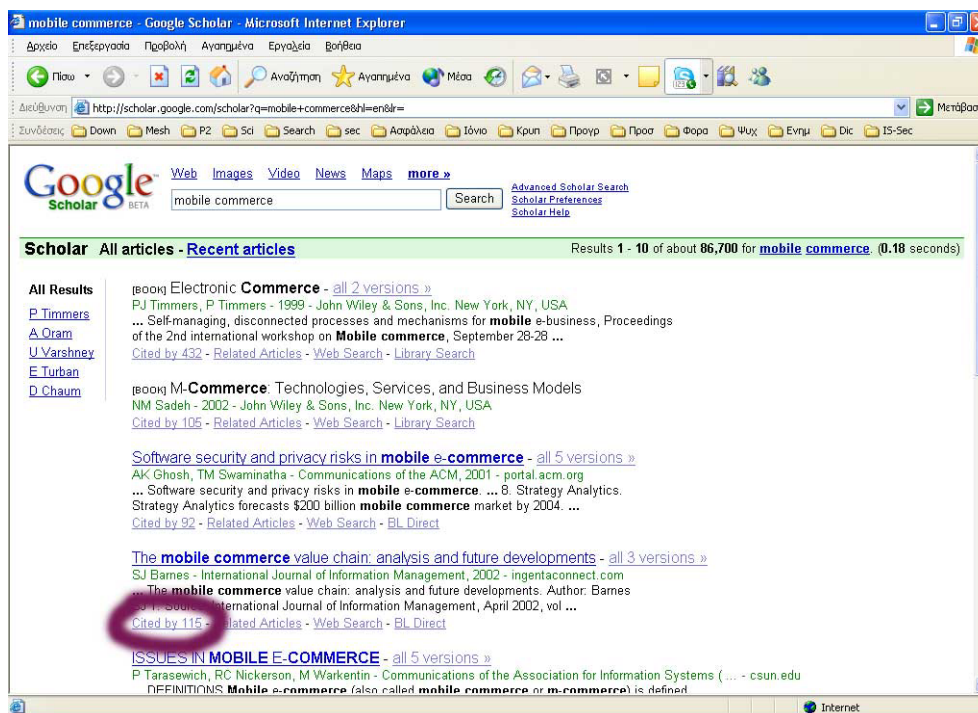 mobile commerce - Google Scholar - Microsoft Internet Explorer
Αρχείο Επεξεργασία Προβολή Αγαπημένα Εργαλεία Βοήθεια
Πίσω Αναζήτηση Αγαπημένα Μέσα
Διεύθυνση http://scholar.google.com/scholar?q=mobile+commerce&hl=en&lr= Μετάβαση
Συνδέσεις Down Mesh P2 Sci Search sec Ασφάλεια Ιόνιο Κρυπ Προγρ Προσ Φορα Ψυχ Ενημ Dic IS-Sec
Google Scholar BETA
Web Images Video News Maps more »
mobile commerce Search
Advanced Scholar Search
Scholar Preferences
Scholar Help
Scholar All articles - Recent articles Results 1 - 10 of about 86,700 for mobile commerce. (0.18 seconds)
All Results
P Timmers
A Oram
U Varshney
E Turban
D Chaum
[BOOK] Electronic Commerce - all 2 versions »
PJ Timmers, P Timmers - 1999 - John Wiley & Sons, Inc. New York, NY, USA
... Self-managing, disconnected processes and mechanisms for mobile e-business, Proceedings
of the 2nd international workshop on Mobile commerce, September 28-28 ...
Cited by 432 - Related Articles - Web Search - Library Search
[BOOK] M-Commerce: Technologies, Services, and Business Models
NM Sadeh - 2002 - John Wiley & Sons, Inc. New York, NY, USA
Cited by 105 - Related Articles - Web Search - Library Search
Software security and privacy risks in mobile e-commerce - all 5 versions »
AK Ghosh, TM Swaminatha - Communications of the ACM, 2001 - portal.acm.org
... Software security and privacy risks in mobile e-commerce. ... 8. Strategy Analytics.
Strategy Analytics forecasts $200 billion mobile commerce market by 2004. ...
Cited by 92 - Related Articles - Web Search - BL Direct
The mobile commerce value chain: analysis and future developments - all 3 versions »
SJ Barnes - International Journal of Information Management, 2002 - ingentaconnect.com
... The mobile commerce value chain: analysis and future developments. Author: Barnes
International Journal of Information Management, April 2002, vol ...
Cited by 115 - Related Articles - Web Search - BL Direct
ISSUES IN MOBILE E-COMMERCE - all 5 versions »
P Tarasewich, RC Nickerson, M Warkentin - Communications of the Association for Information Systems ( ... - csun.edu
DEFINITIONS Mobile e-commerce (also called mobile commerce or m-commerce) is defined
Internet